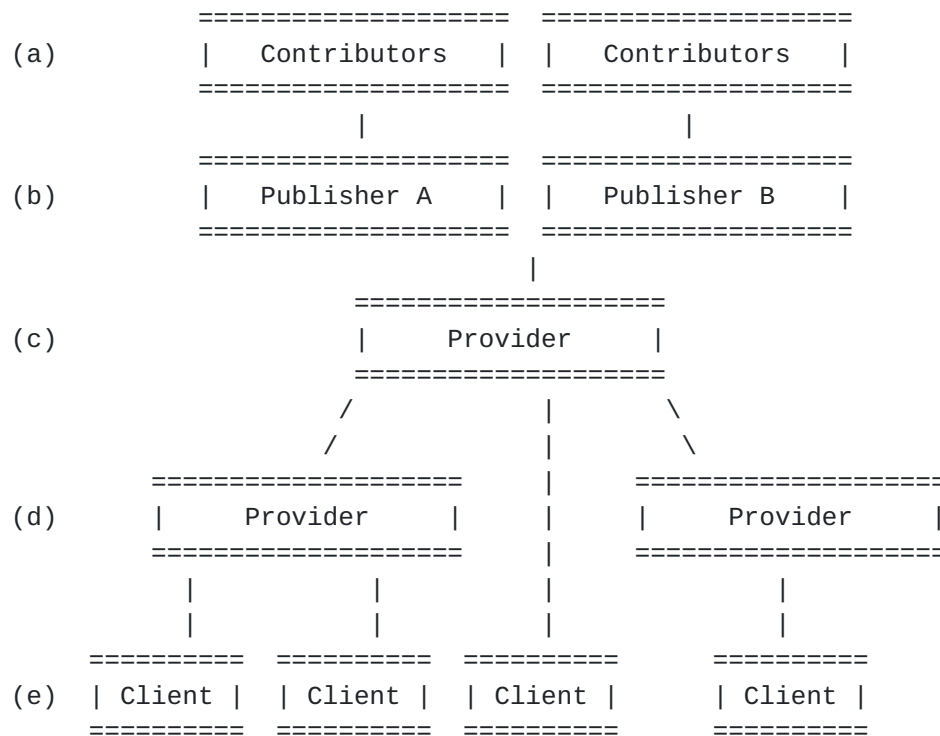 ====================  ====================
(a)         |   Contributors   |  |   Contributors   |
            ====================  ====================
                      |                    |
            ====================  ====================
(b)         |   Publisher A    |  |   Publisher B    |
            ====================  ====================
                                 |
                      ====================
(c)                   |     Provider     |
                      ====================
                     /            |       \
                    /             |        \
         ====================     |     ====================
(d)      |     Provider     |     |     |     Provider     |
         ====================     |     ====================
           |           |          |              |
           |           |          |              |
     ==========  ==========  ==========      ==========
(e)  | Client |  | Client |  | Client |      | Client |
     ==========  ==========  ==========      ==========